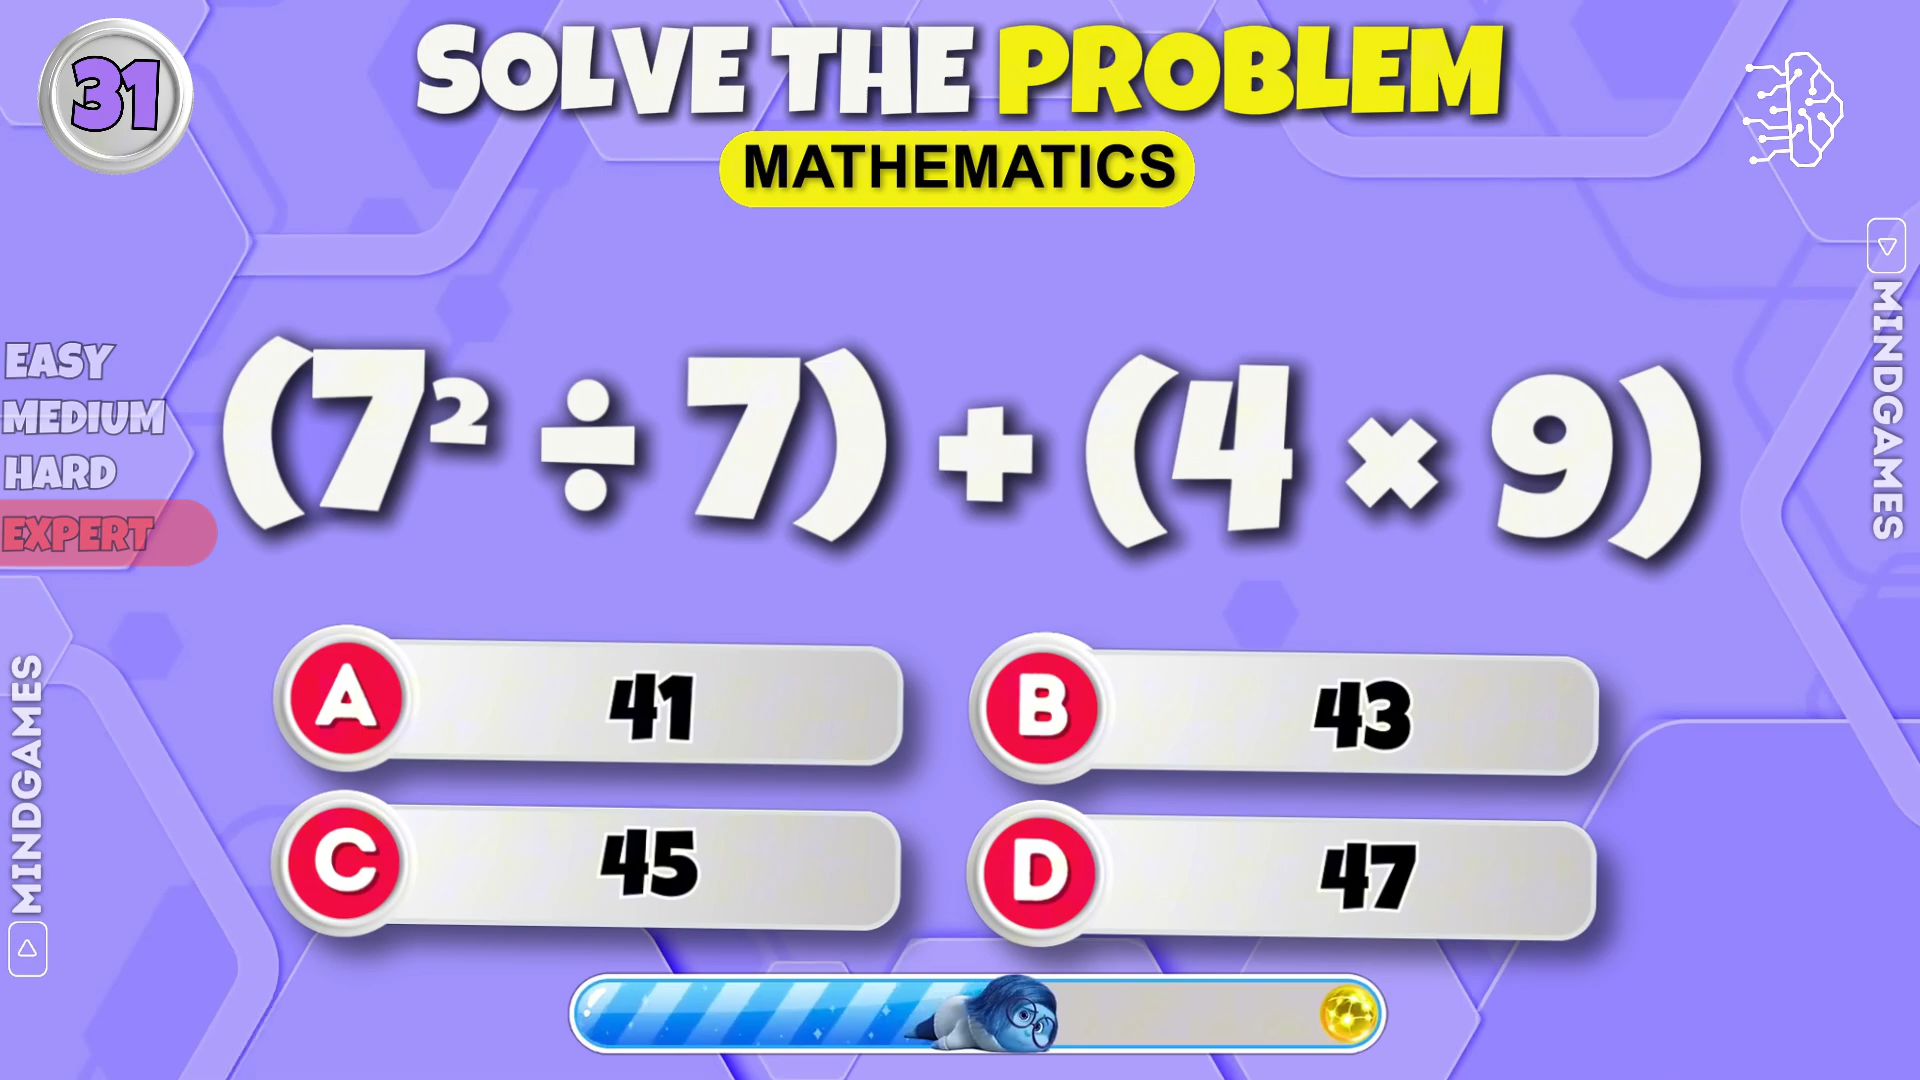 31
SOLVE THE PROBLEM
MATHEMATICS
EASY
MEDIUM
HARD
EXPERT
(7² ÷ 7) + (4 × 9)
A 41
B 43
C 45
D 47
MINDGAMES
MINDGAMES